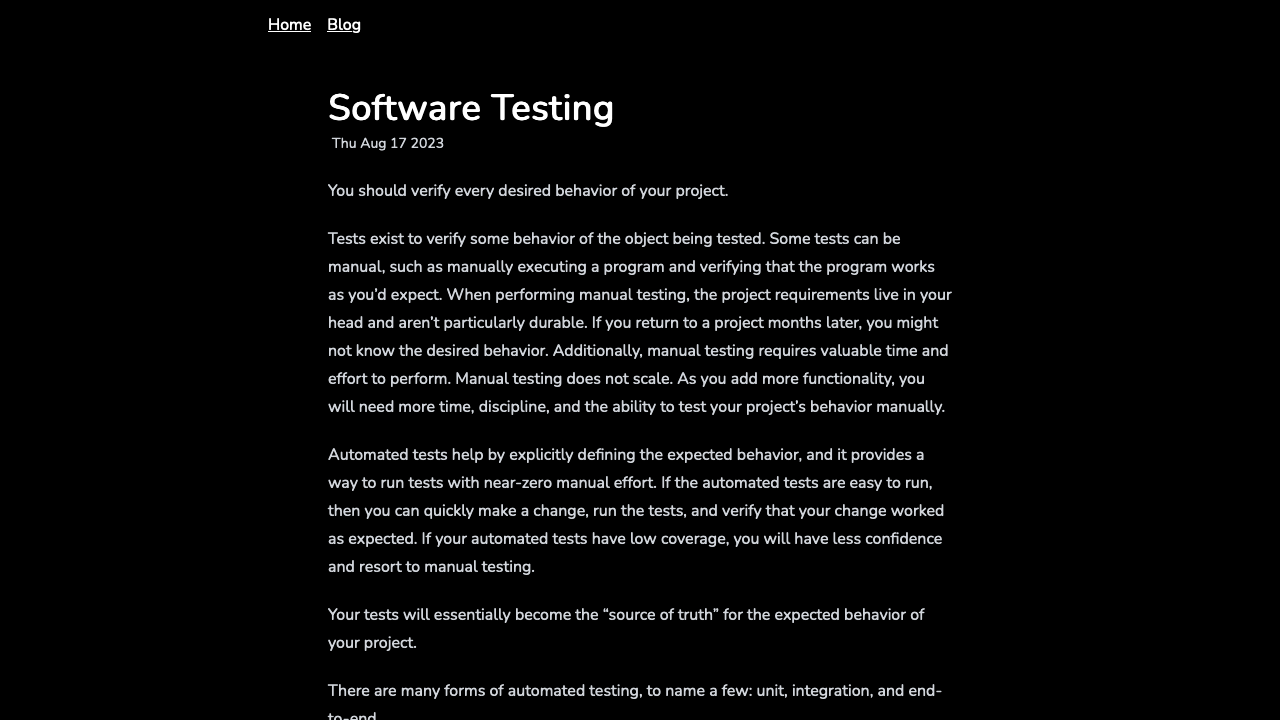 Home Blog
Software Testing
Thu Aug 17 2023
You should verify every desired behavior of your project.
Tests exist to verify some behavior of the object being tested. Some tests can be
manual, such as manually executing a program and verifying that the program works
as you’d expect. When performing manual testing, the project requirements live in your
head and aren’t particularly durable. If you return to a project months later, you might
not know the desired behavior. Additionally, manual testing requires valuable time and
effort to perform. Manual testing does not scale. As you add more functionality, you
will need more time, discipline, and the ability to test your project’s behavior manually.
Automated tests help by explicitly defining the expected behavior, and it provides a
way to run tests with near-zero manual effort. If the automated tests are easy to run,
then you can quickly make a change, run the tests, and verify that your change worked
as expected. If your automated tests have low coverage, you will have less confidence
and resort to manual testing.
Your tests will essentially become the “source of truth” for the expected behavior of
your project.
There are many forms of automated testing, to name a few: unit, integration, and end-
to-end